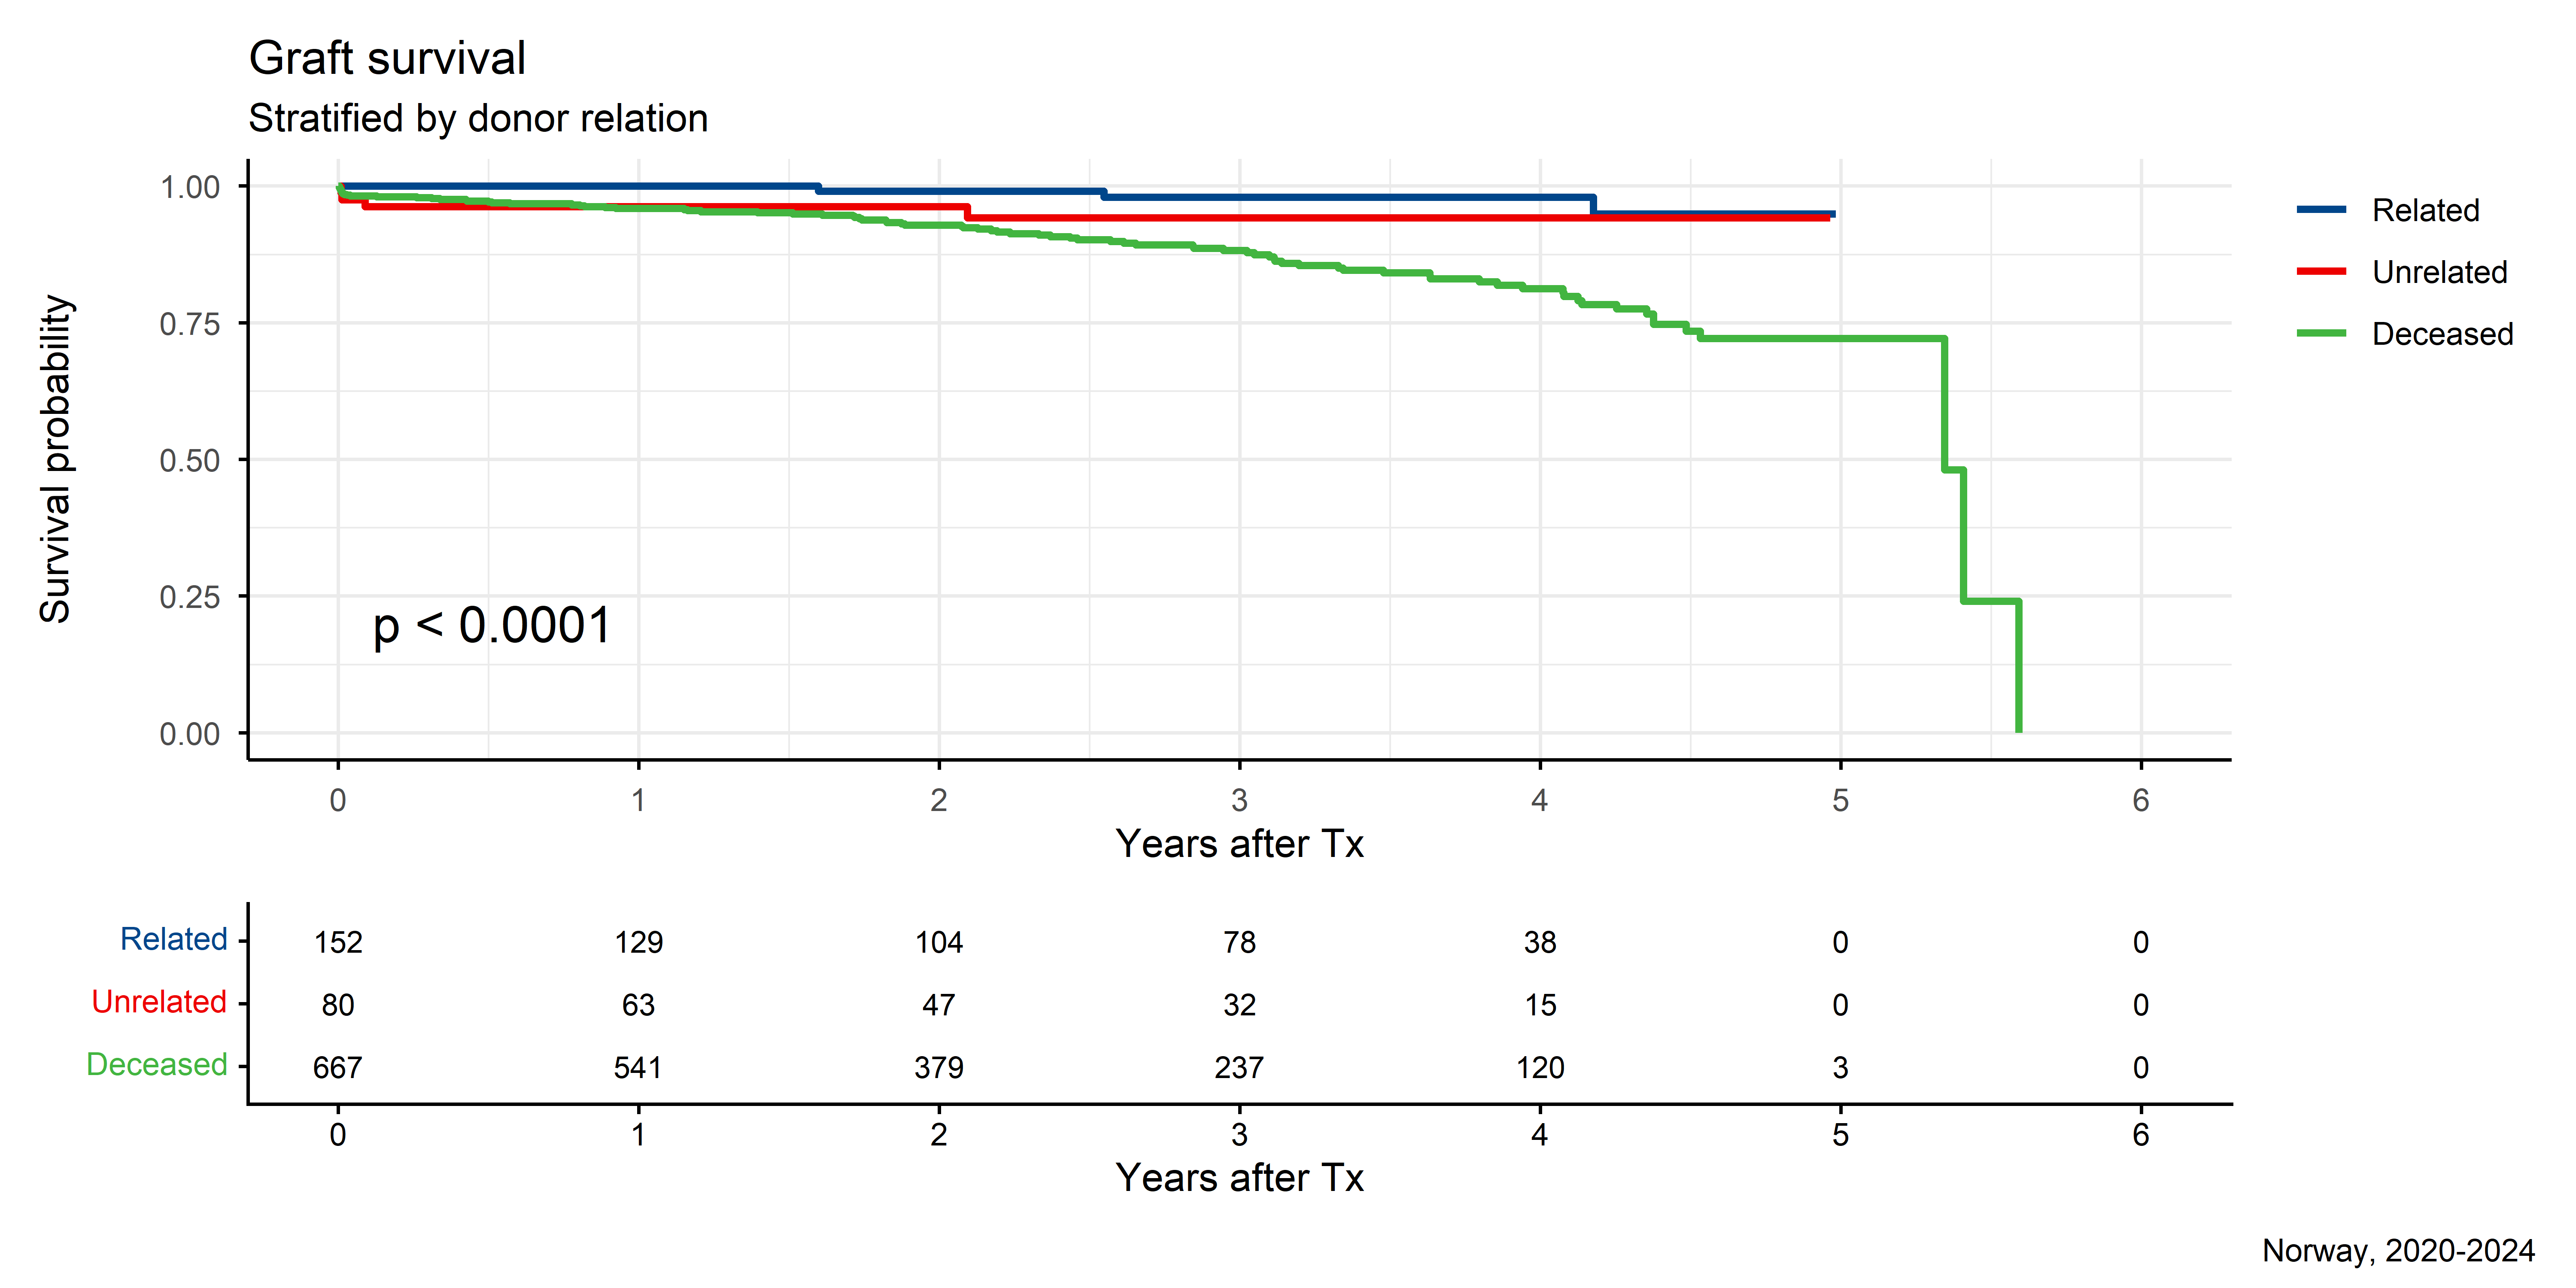 Graft survival
Stratified by donor relation
Survival probability
1.00
0.75
0.50
0.25
0.00
p < 0.0001
0 1 2 3 4 5 6
Years after Tx
Related
Unrelated
Deceased
Related 152 129 104 78 38 0 0
Unrelated 80 63 47 32 15 0 0
Deceased 667 541 379 237 120 3 0
0 1 2 3 4 5 6
Years after Tx
Norway, 2020-2024